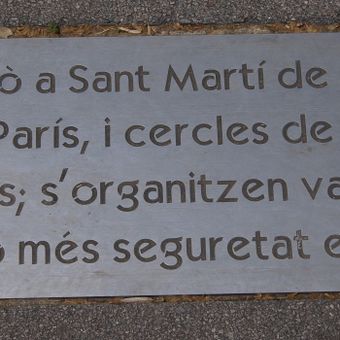 ò a Sant Martí de
París, i cercles de
s; s'organitzen va
o més seguretat e